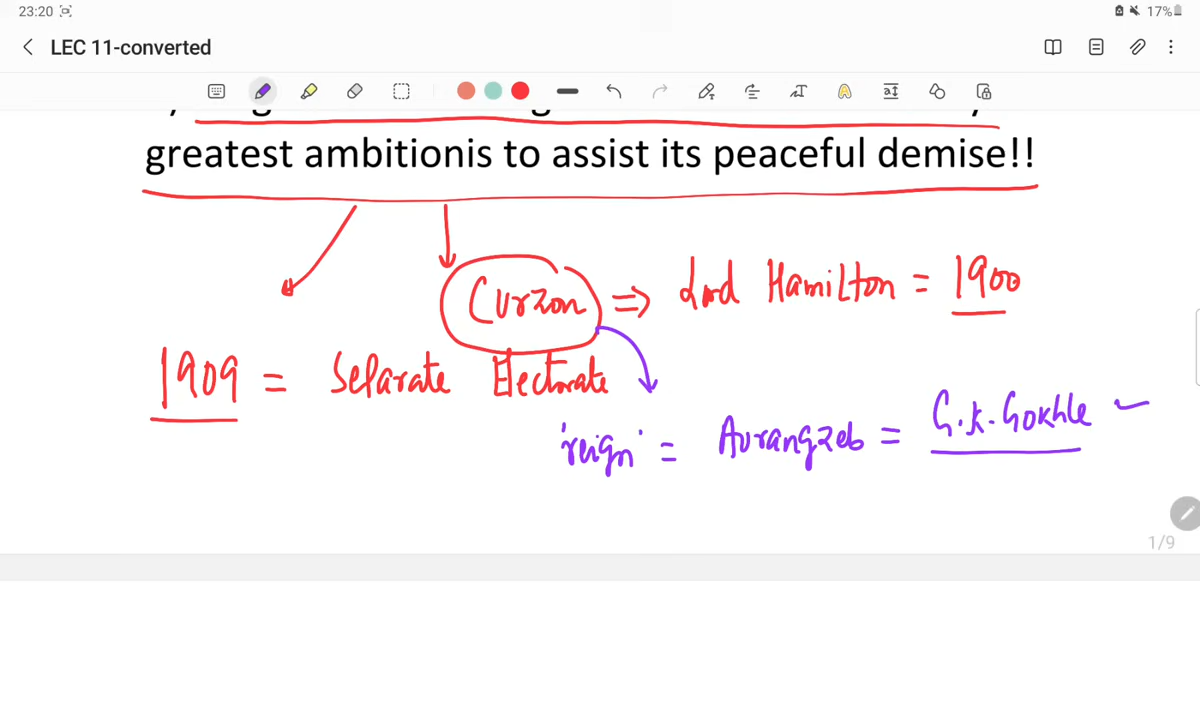 23:20 17%
LEC 11-converted
greatest ambitionis to assist its peaceful demise!!
Curzon => Lord Hamilton = 1900
1909 = Separate Electorate
'reign' = Aurangzeb = G.K. Gokhle
1/9